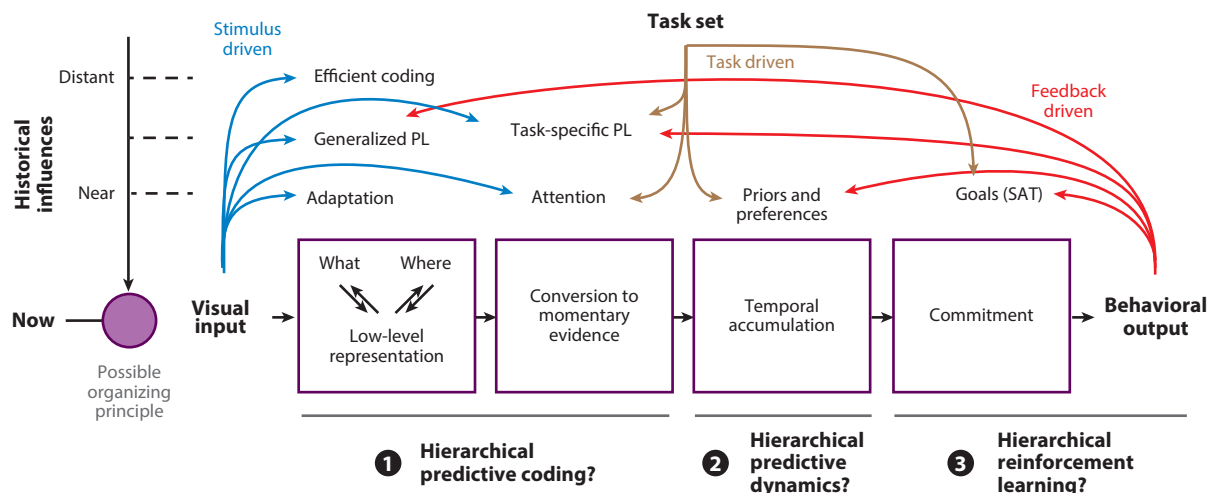 Task set
Stimulus
driven
Task driven
Feedback
driven
Historical
influences
Distant
Near
Efficient coding
Generalized PL
Task-specific PL
Adaptation
Attention
Priors and
preferences
Goals (SAT)
Now
Possible
organizing
principle
Visual
input
What
Where
Low-level
representation
Conversion to
momentary
evidence
Temporal
accumulation
Commitment
Behavioral
output
1 Hierarchical
predictive coding?
2 Hierarchical
predictive
dynamics?
3 Hierarchical
reinforcement
learning?